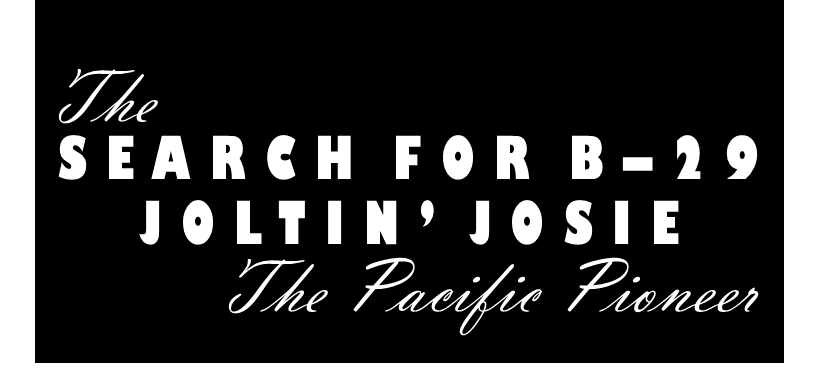 The
SEARCH FOR B–29
JOLTIN’ JOSIE
The Pacific Pioneer